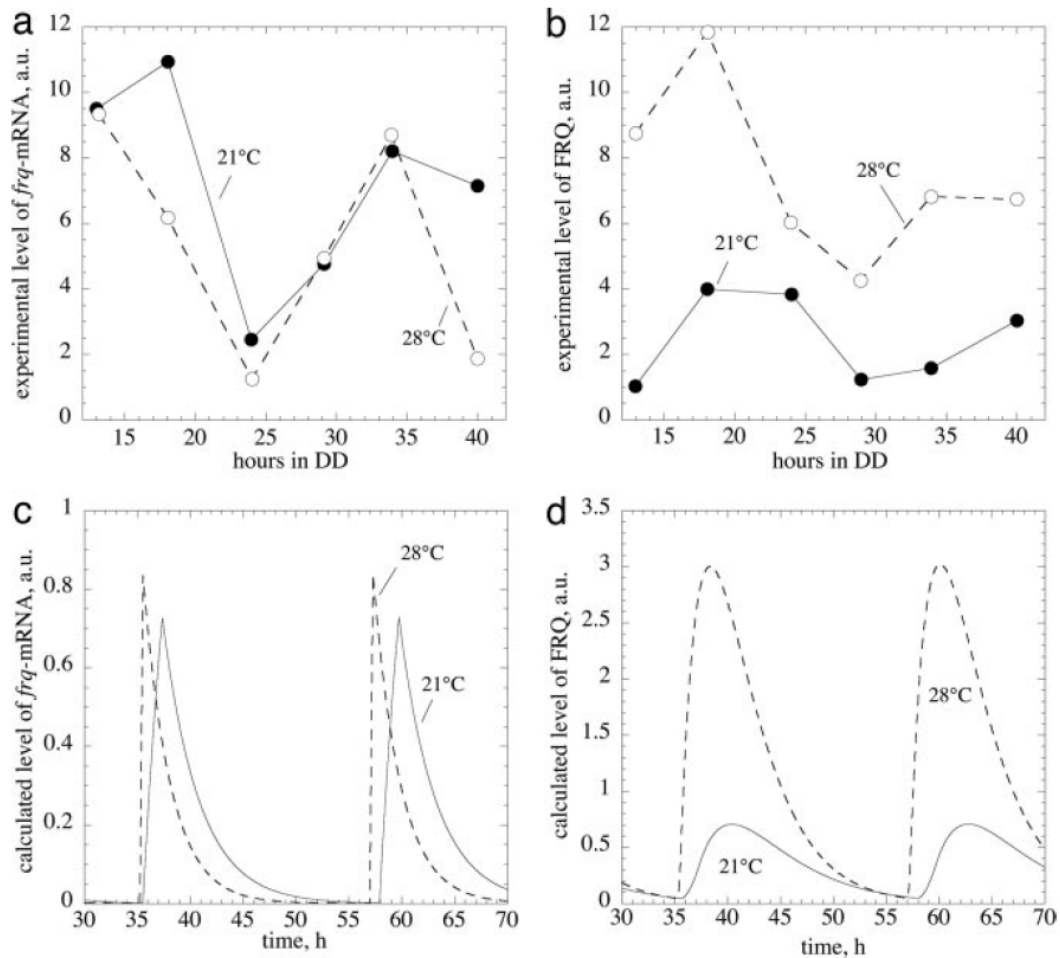 a
experimental level of frq-mRNA, a.u.
12
10
8
6
4
2
0
21°C
28°C
15 20 25 30 35 40
hours in DD
b
experimental level of FRQ, a.u.
12
10
8
6
4
2
0
28°C
21°C
15 20 25 30 35 40
hours in DD
c
calculated level of frq-mRNA, a.u.
1
0.8
0.6
0.4
0.2
0
28°C
21°C
30 35 40 45 50 55 60 65 70
time, h
d
calculated level of FRQ, a.u.
3.5
3
2.5
2
1.5
1
0.5
0
28°C
21°C
30 35 40 45 50 55 60 65 70
time, h